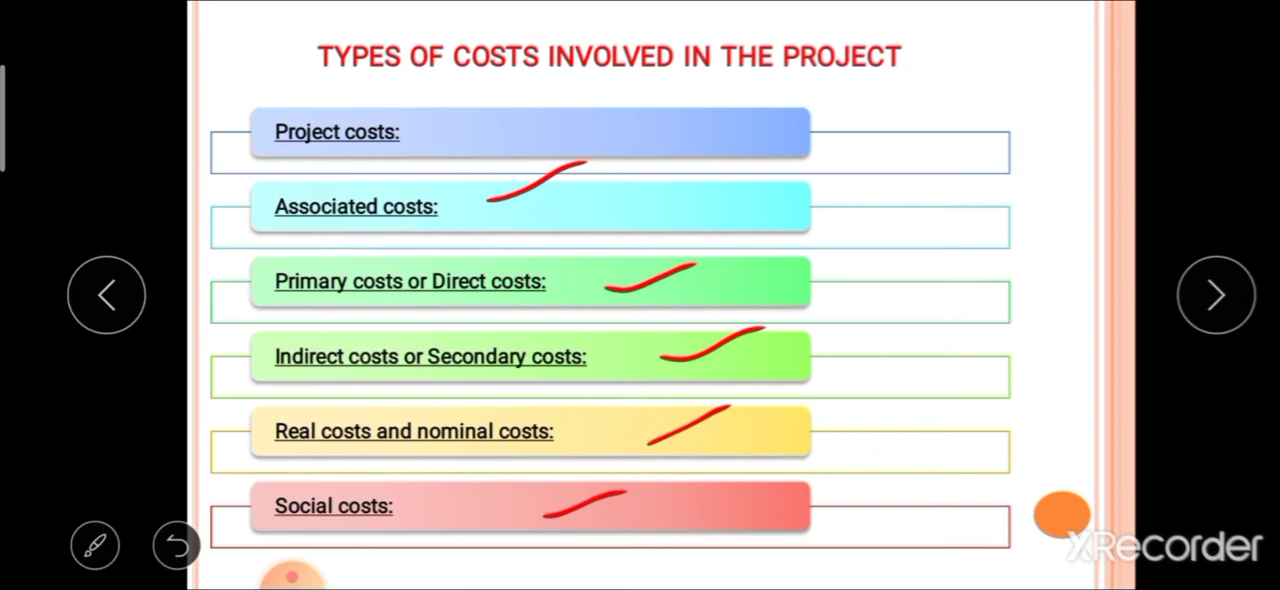 TYPES OF COSTS INVOLVED IN THE PROJECT
Project costs:
Associated costs:
Primary costs or Direct costs:
Indirect costs or Secondary costs:
Real costs and nominal costs:
Social costs:
XRecorder